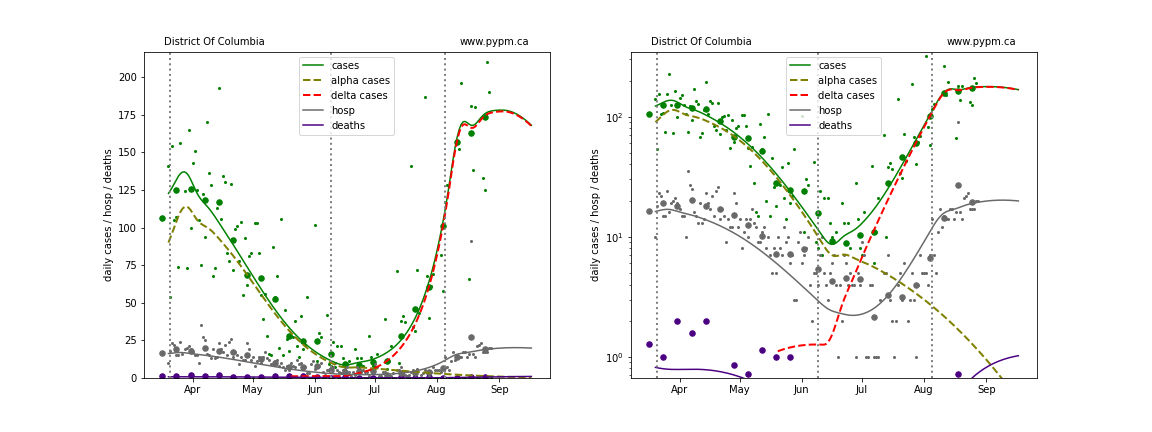 District Of Columbia www.pypm.ca
daily cases / hosp / deaths
200
175
150
125
100
75
50
25
0
cases
alpha cases
delta cases
hosp
deaths
Apr May Jun Jul Aug Sep
District Of Columbia www.pypm.ca
daily cases / hosp / deaths
10²
10¹
10⁰
cases
alpha cases
delta cases
hosp
deaths
Apr May Jun Jul Aug Sep